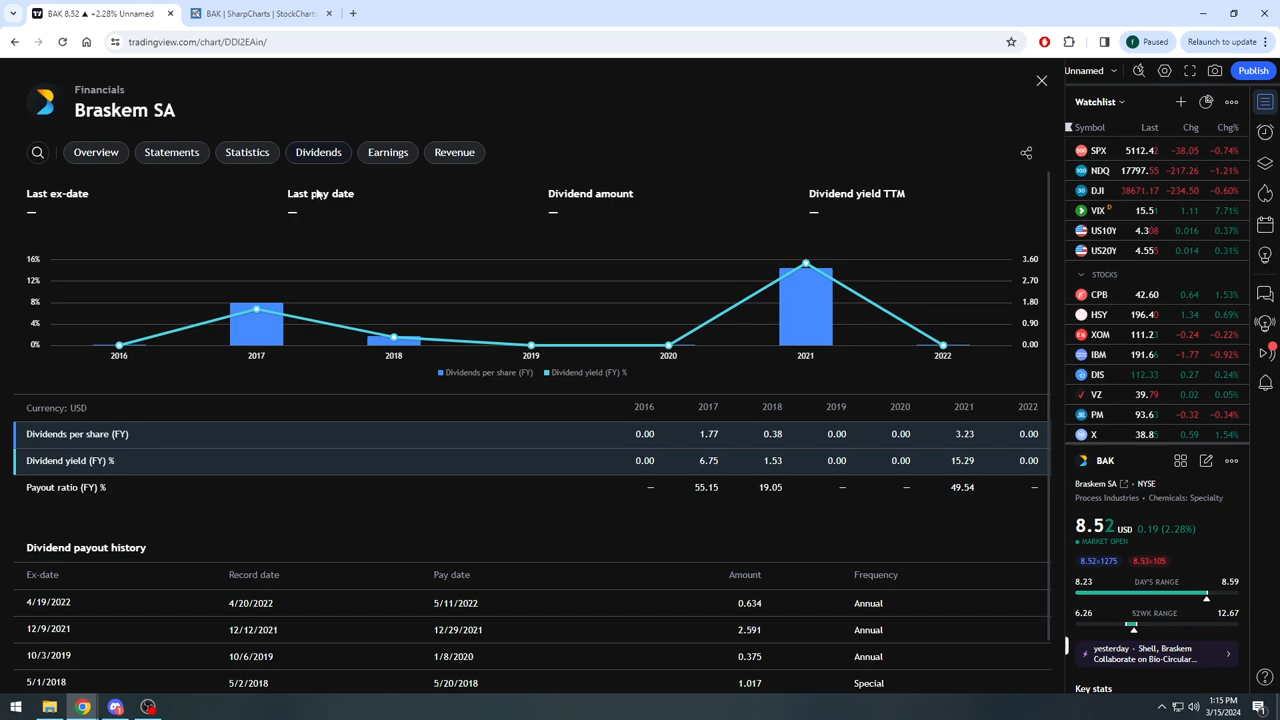 BAK 8.52 ▲ +2.28% Unnamed
BAK | SharpCharts | StockCharts
tradingview.com/chart/DDI2EAin/
Paused
Relaunch to update
Unnamed
Publish
Financials
Braskem SA
Overview Statements Statistics Dividends Earnings Revenue
Last ex-date Last pay date Dividend amount Dividend yield TTM
— — — —
16% 3.60
12% 2.70
8% 1.80
4% 0.90
0% 0.00
2016 2017 2018 2019 2020 2021 2022
Dividends per share (FY) Dividend yield (FY) %
Currency: USD 2016 2017 2018 2019 2020 2021 2022
Dividends per share (FY) 0.00 1.77 0.38 0.00 0.00 3.23 0.00
Dividend yield (FY) % 0.00 6.75 1.53 0.00 0.00 15.29 0.00
Payout ratio (FY) % — 55.15 19.05 — — 49.54 —
Dividend payout history
Ex-date Record date Pay date Amount Frequency
4/19/2022 4/20/2022 5/11/2022 0.634 Annual
12/9/2021 12/12/2021 12/29/2021 2.591 Annual
10/3/2019 10/6/2019 1/8/2020 0.375 Annual
5/1/2018 5/2/2018 5/20/2018 1.017 Special
Watchlist
Symbol Last Chg Chg%
SPX 5112.42 −38.05 −0.74%
NDQ 17797.55 −217.26 −1.21%
DJI 38671.17 −234.50 −0.60%
VIX D 15.51 1.11 7.71%
US10Y 4.308 0.016 0.37%
US20Y 4.555 0.014 0.31%
STOCKS
CPB 42.60 0.64 1.53%
HSY 196.40 1.34 0.69%
XOM 111.23 −0.24 −0.22%
IBM 191.66 −1.77 −0.92%
DIS 112.33 0.27 0.24%
VZ 39.79 0.02 0.05%
PM 93.63 −0.32 −0.34%
X 38.85 0.59 1.54%
BAK
Braskem SA • NYSE
Process Industries • Chemicals: Specialty
8.52 USD 0.19 (2.28%)
MARKET OPEN
8.52×1275 8.53×105
8.23 DAY'S RANGE 8.59
6.26 52WK RANGE 12.67
yesterday • Shell, Braskem
Collaborate on Bio-Circular...
Key stats
1:15 PM
3/15/2024